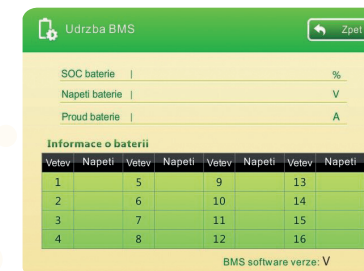 Udrzba BMS Zpet
SOC baterie | %
Napeti baterie | V
Proud baterie | A
Informace o baterii
Vetev Napeti Vetev Napeti Vetev Napeti Vetev Napeti
1 5 9 13
2 6 10 14
3 7 11 15
4 8 12 16
BMS software verze: V